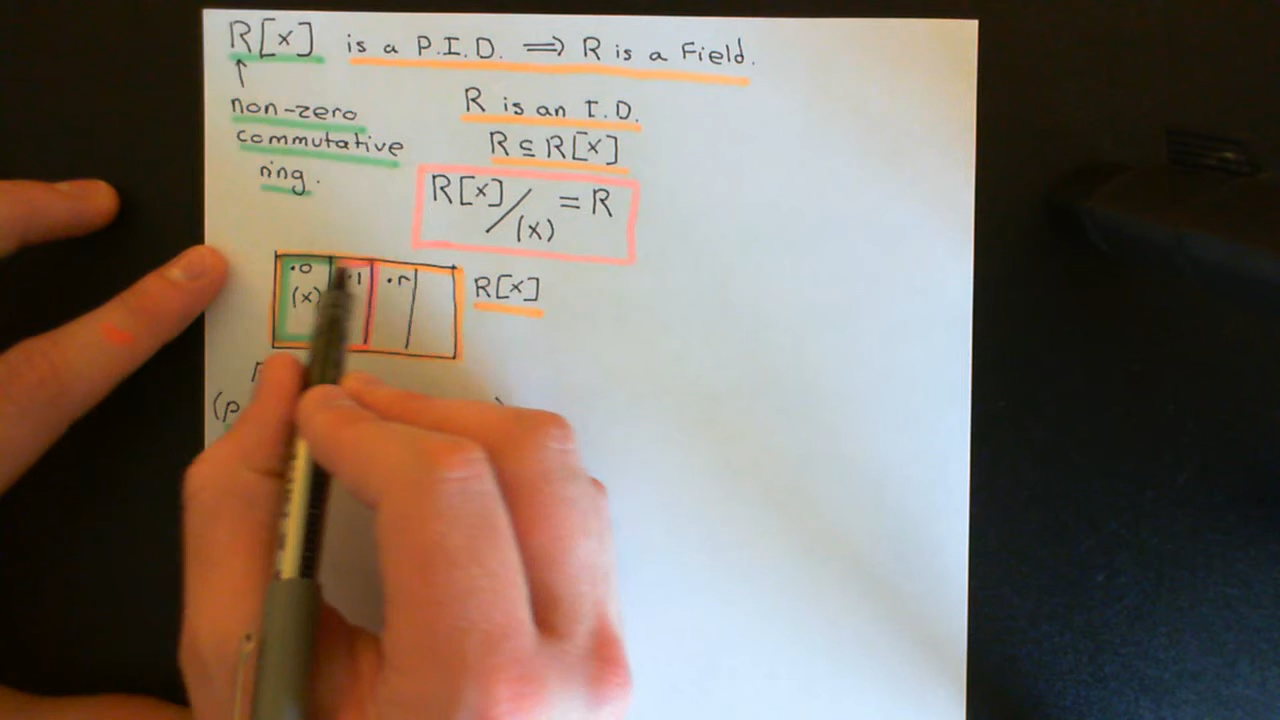 R[x] is a P.I.D. ⟹ R is a Field.
↑
non-zero
commutative
ring.
R is an I.D.
R ⊆ R[x]
R[x]/(x) = R
·0 ·1 ·r
(x)
R[x]
(p